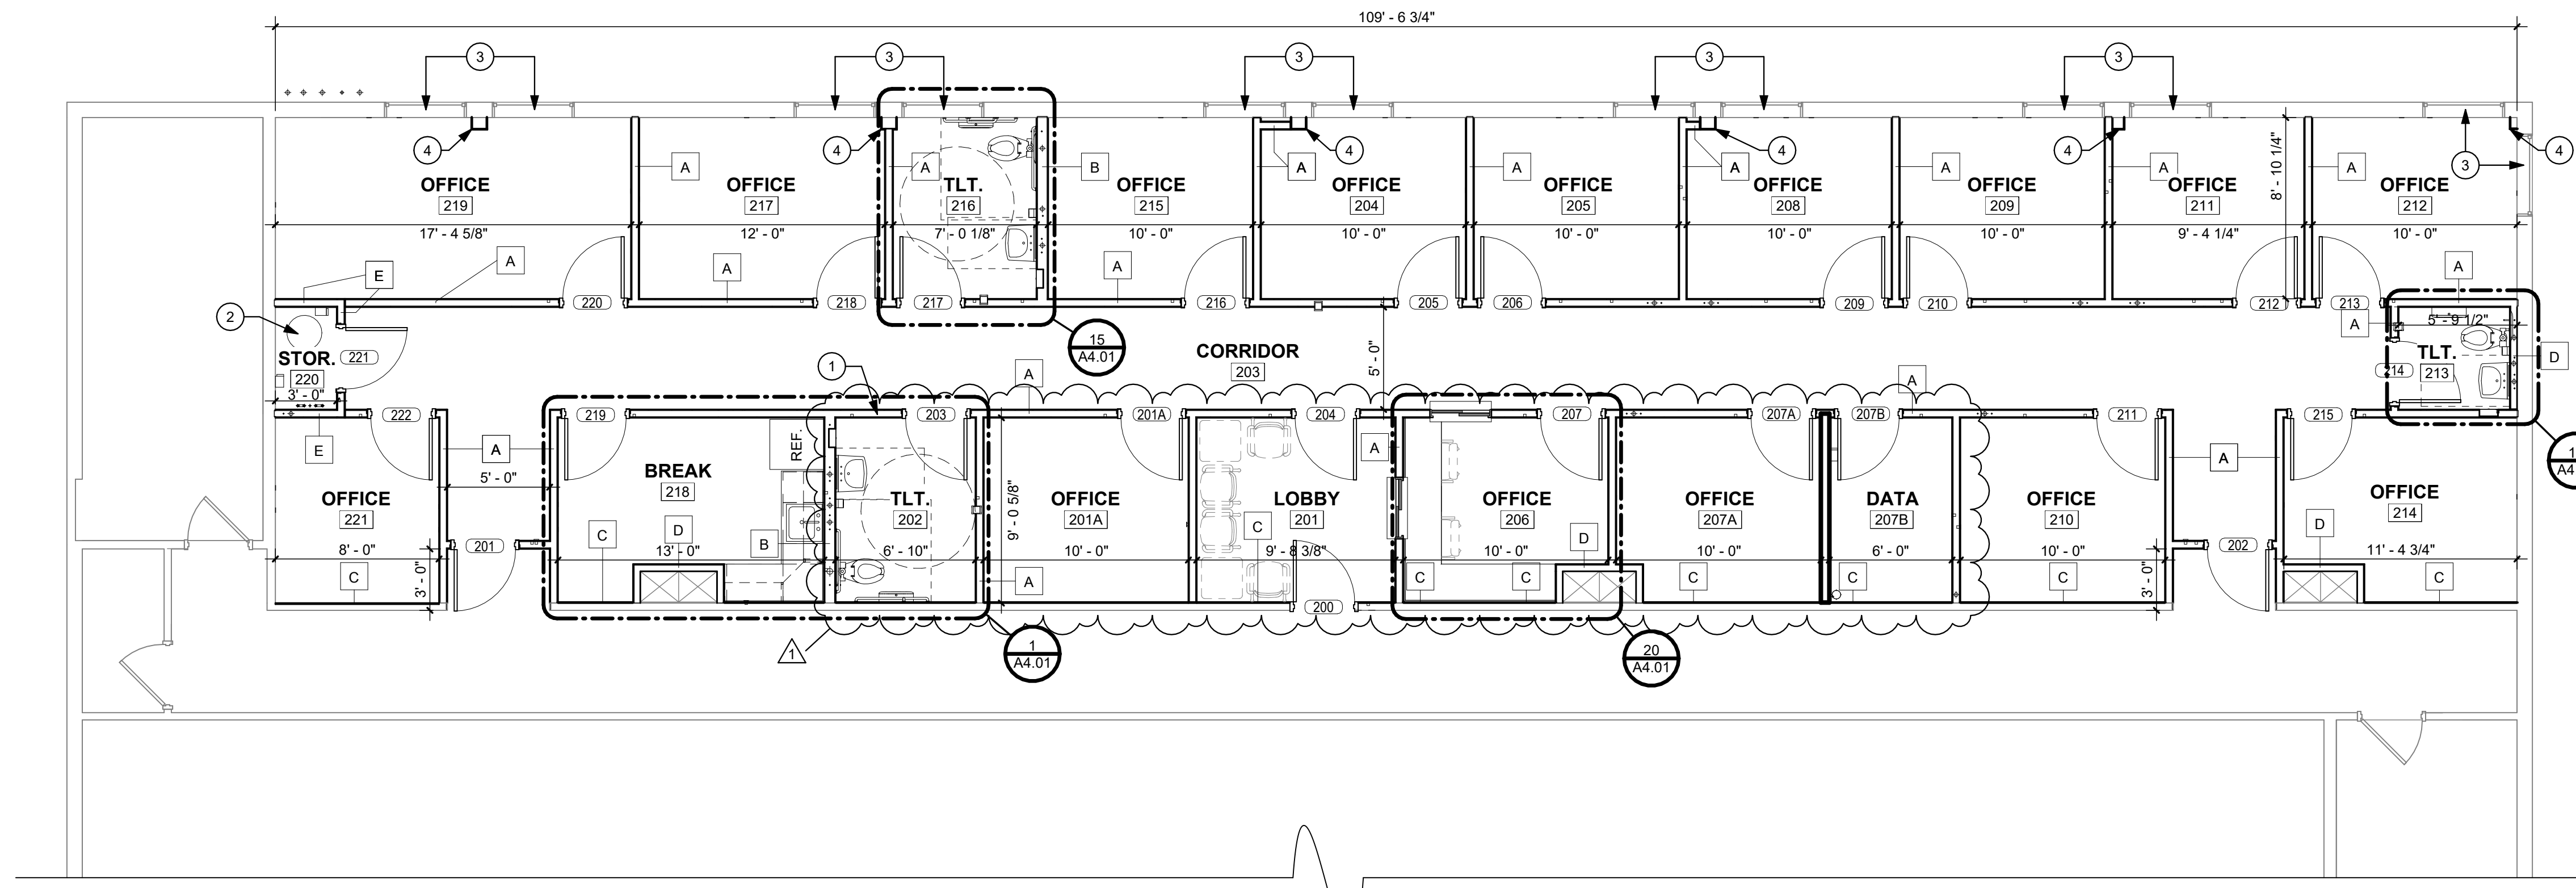 109' - 6 3/4"
3
3
3
3
3
4
4
4
4
4
4
3
A
A
B
A
A
A
A
A
OFFICE
219
OFFICE
217
TLT.
216
OFFICE
215
OFFICE
204
OFFICE
205
OFFICE
208
OFFICE
209
OFFICE
211
OFFICE
212
8' - 10 1/4"
17' - 4 5/8"
12' - 0"
7' - 0 1/8"
10' - 0"
10' - 0"
10' - 0"
10' - 0"
10' - 0"
9' - 4 1/4"
10' - 0"
E
A
A
A
A
220
218
217
216
205
206
209
210
212
213
2
STOR.
220
221
3' - 0"
15
A4.01
CORRIDOR
203
5' - 0"
A
5' - 9 1/2"
TLT.
213
214
D
1
A
A
222
219
203
201A
204
207
207A
207B
211
215
E
A
REF.
A
A
1
A4
OFFICE
221
8' - 0"
C
3' - 0"
5' - 0"
201
BREAK
218
C
D
13' - 0"
B
TLT.
202
6' - 10"
A
9' - 0 5/8"
OFFICE
201A
10' - 0"
LOBBY
201
C
9' - 8 3/8"
200
OFFICE
206
10' - 0"
D
C
C
OFFICE
207A
10' - 0"
C
DATA
207B
6' - 0"
C
OFFICE
210
10' - 0"
C
3' - 0"
202
OFFICE
214
D
11' - 4 3/4"
C
1
1
A4.01
20
A4.01